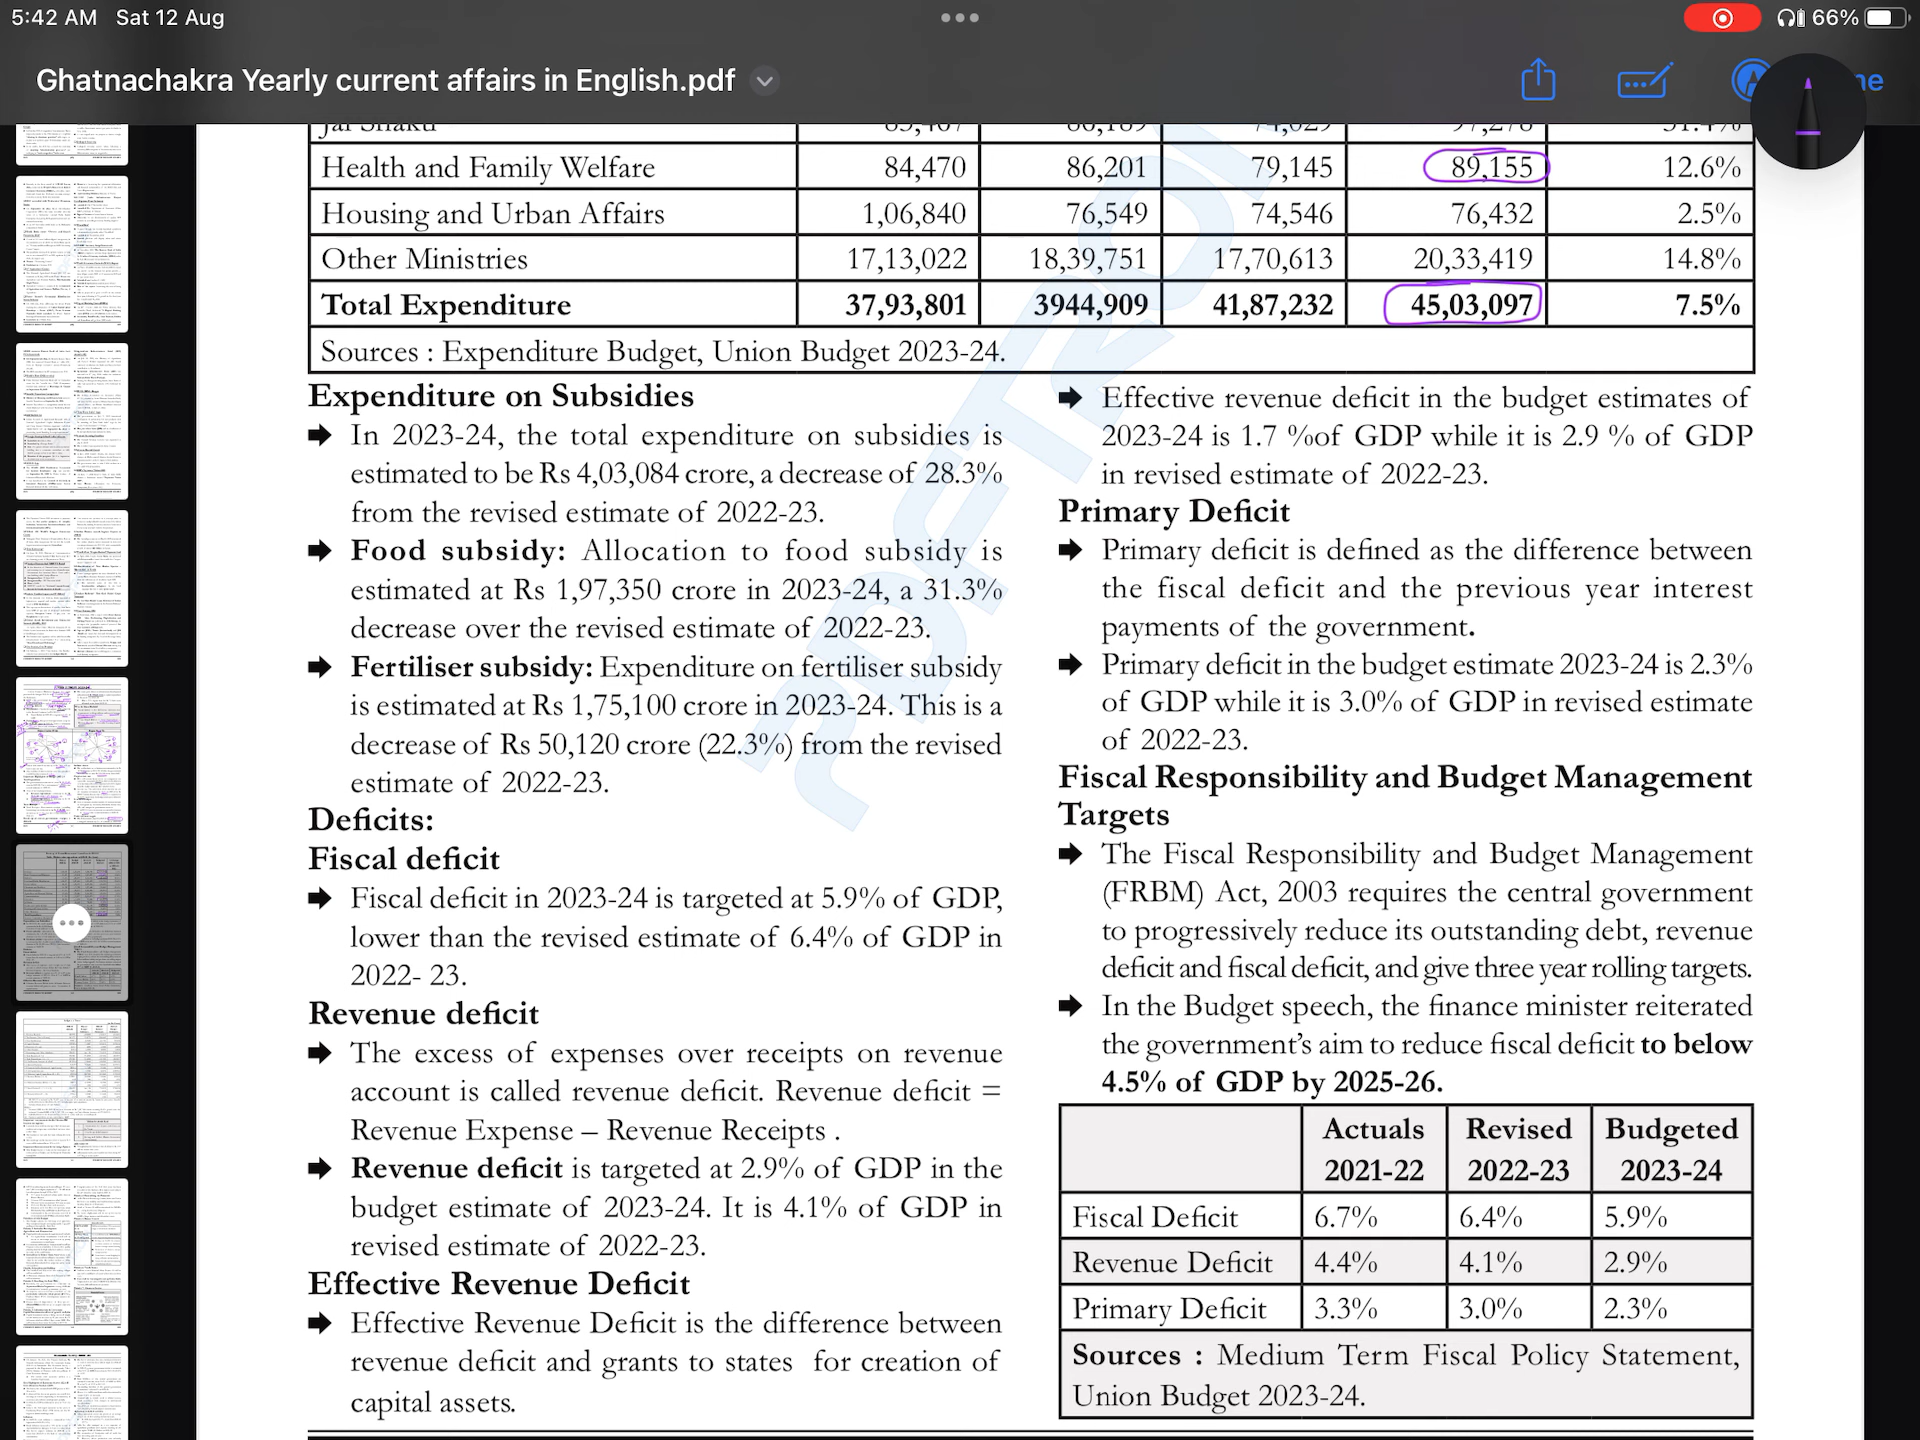 5:42 AM Sat 12 Aug
66%
Ghatnachakra Yearly current affairs in English.pdf
Health and Family Welfare 84,470 86,201 79,145 89,155 12.6%
Housing and Urban Affairs 1,06,840 76,549 74,546 76,432 2.5%
Other Ministries 17,13,022 18,39,751 17,70,613 20,33,419 14.8%
Total Expenditure 37,93,801 3944,909 41,87,232 45,03,097 7.5%
Sources : Expenditure Budget, Union Budget 2023-24.
Expenditure on Subsidies
➡ In 2023-24, the total expenditure on subsidies is
estimated to be Rs 4,03,084 crore, a decrease of 28.3%
from the revised estimate of 2022-23.
➡ Food subsidy: Allocation to food subsidy is
estimated at Rs 1,97,350 crore in 2023-24, a 31.3%
decrease over the revised estimate of 2022-23.
➡ Fertiliser subsidy: Expenditure on fertiliser subsidy
is estimated at Rs 1,75,100 crore in 2023-24. This is a
decrease of Rs 50,120 crore (22.3%) from the revised
estimate of 2022-23.
Deficits:
Fiscal deficit
➡ Fiscal deficit in 2023-24 is targeted at 5.9% of GDP,
lower than the revised estimate of 6.4% of GDP in
2022- 23.
Revenue deficit
➡ The excess of expenses over receipts on revenue
account is called revenue deficit. Revenue deficit =
Revenue Expense – Revenue Receipts .
➡ Revenue deficit is targeted at 2.9% of GDP in the
budget estimate of 2023-24. It is 4.1% of GDP in
revised estimate of 2022-23.
Effective Revenue Deficit
➡ Effective Revenue Deficit is the difference between
revenue deficit and grants to states for creation of
capital assets.
➡ Effective revenue deficit in the budget estimates of
2023-24 is 1.7 %of GDP while it is 2.9 % of GDP
in revised estimate of 2022-23.
Primary Deficit
➡ Primary deficit is defined as the difference between
the fiscal deficit and the previous year interest
payments of the government.
➡ Primary deficit in the budget estimate 2023-24 is 2.3%
of GDP while it is 3.0% of GDP in revised estimate
of 2022-23.
Fiscal Responsibility and Budget Management
Targets
➡ The Fiscal Responsibility and Budget Management
(FRBM) Act, 2003 requires the central government
to progressively reduce its outstanding debt, revenue
deficit and fiscal deficit, and give three year rolling targets.
➡ In the Budget speech, the finance minister reiterated
the government's aim to reduce fiscal deficit to below
4.5% of GDP by 2025-26.
Actuals Revised Budgeted
2021-22 2022-23 2023-24
Fiscal Deficit 6.7% 6.4% 5.9%
Revenue Deficit 4.4% 4.1% 2.9%
Primary Deficit 3.3% 3.0% 2.3%
Sources : Medium Term Fiscal Policy Statement,
Union Budget 2023-24.